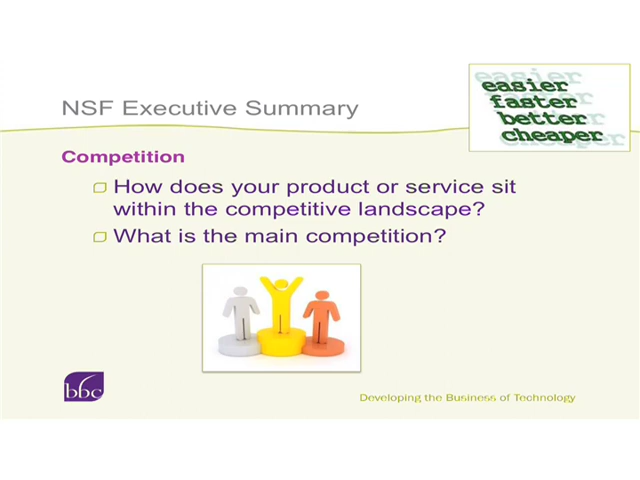 easier
faster
better
cheaper
NSF Executive Summary
Competition
How does your product or service sit
within the competitive landscape?
What is the main competition?
bbc
Developing the Business of Technology